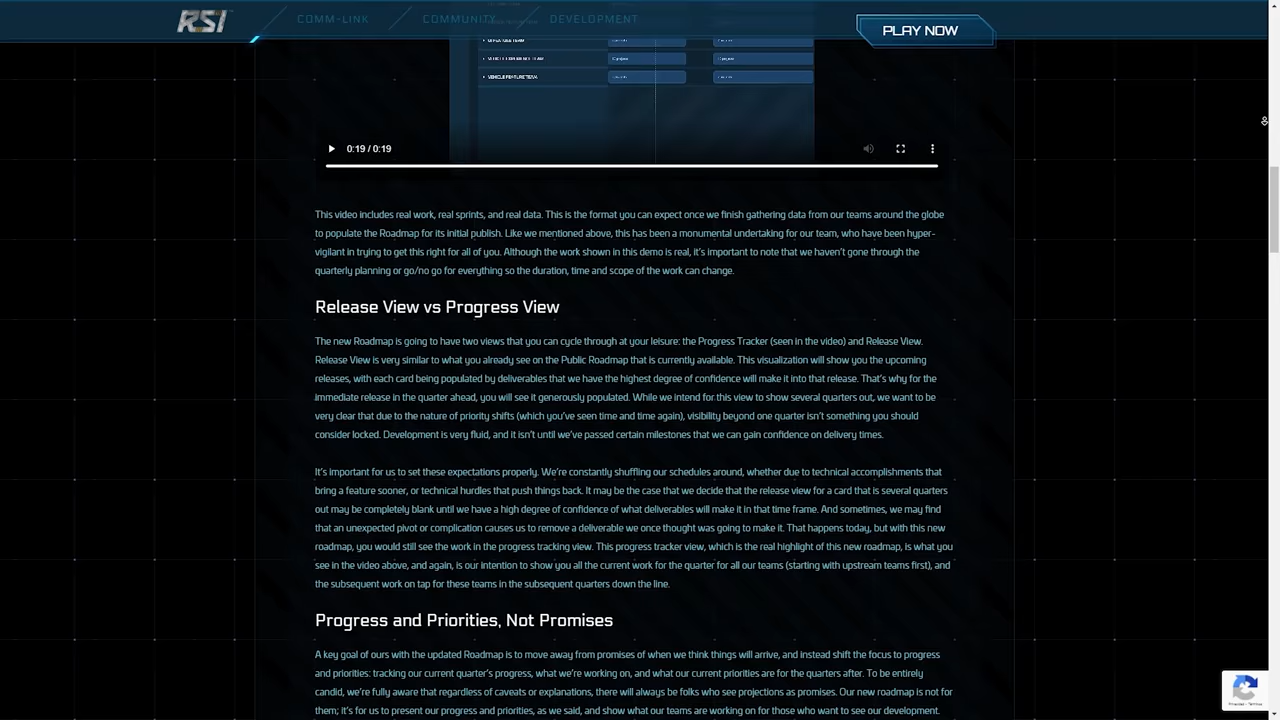 RSI
COMM-LINK
COMMUNITY
DEVELOPMENT
PLAY NOW
VEHICLE FEATURE TEAM
0:19 / 0:19
This video includes real work, real sprints, and real data. This is the format you can expect once we finish gathering data from our teams around the globe
to populate the Roadmap for its initial publish. Like we mentioned above, this has been a monumental undertaking for our team, who have been hyper-
vigilant in trying to get this right for all of you. Although the work shown in this demo is real, it's important to note that we haven't gone through the
quarterly planning or go/no go for everything so the duration, time and scope of the work can change.
Release View vs Progress View
The new Roadmap is going to have two views that you can cycle through at your leisure: the Progress Tracker (seen in the video) and Release View.
Release View is very similar to what you already see on the Public Roadmap that is currently available. This visualization will show you the upcoming
releases, with each card being populated by deliverables that we have the highest degree of confidence will make it into that release. That's why for the
immediate release in the quarter ahead, you will see it generously populated. While we intend for this view to show several quarters out, we want to be
very clear that due to the nature of priority shifts (which you've seen time and time again), visibility beyond one quarter isn't something you should
consider locked. Development is very fluid, and it isn't until we've passed certain milestones that we can gain confidence on delivery times.
It's important for us to set these expectations properly. We're constantly shuffling our schedules around, whether due to technical accomplishments that
bring a feature sooner, or technical hurdles that push things back. It may be the case that we decide that the release view for a card that is several quarters
out may be completely blank until we have a high degree of confidence of what deliverables will make it in that time frame. And sometimes, we may find
that an unexpected pivot or complication causes us to remove a deliverable we once thought was going to make it. That happens today, but with this new
roadmap, you would still see the work in the progress tracking view. This progress tracker view, which is the real highlight of this new roadmap, is what you
see in the video above, and again, is our intention to show you all the current work for the quarter for all our teams (starting with upstream teams first), and
the subsequent work on tap for these teams in the subsequent quarters down the line.
Progress and Priorities, Not Promises
A key goal of ours with the updated Roadmap is to move away from promises of when we think things will arrive, and instead shift the focus to progress
and priorities: tracking our current quarter's progress, what we're working on, and what our current priorities are for the quarters after. To be entirely
candid, we're fully aware that regardless of caveats or explanations, there will always be folks who see projections as promises. Our new roadmap is not for
them; it's for us to present our progress and priorities, as we said, and show what our teams are working on for those who want to see our development.